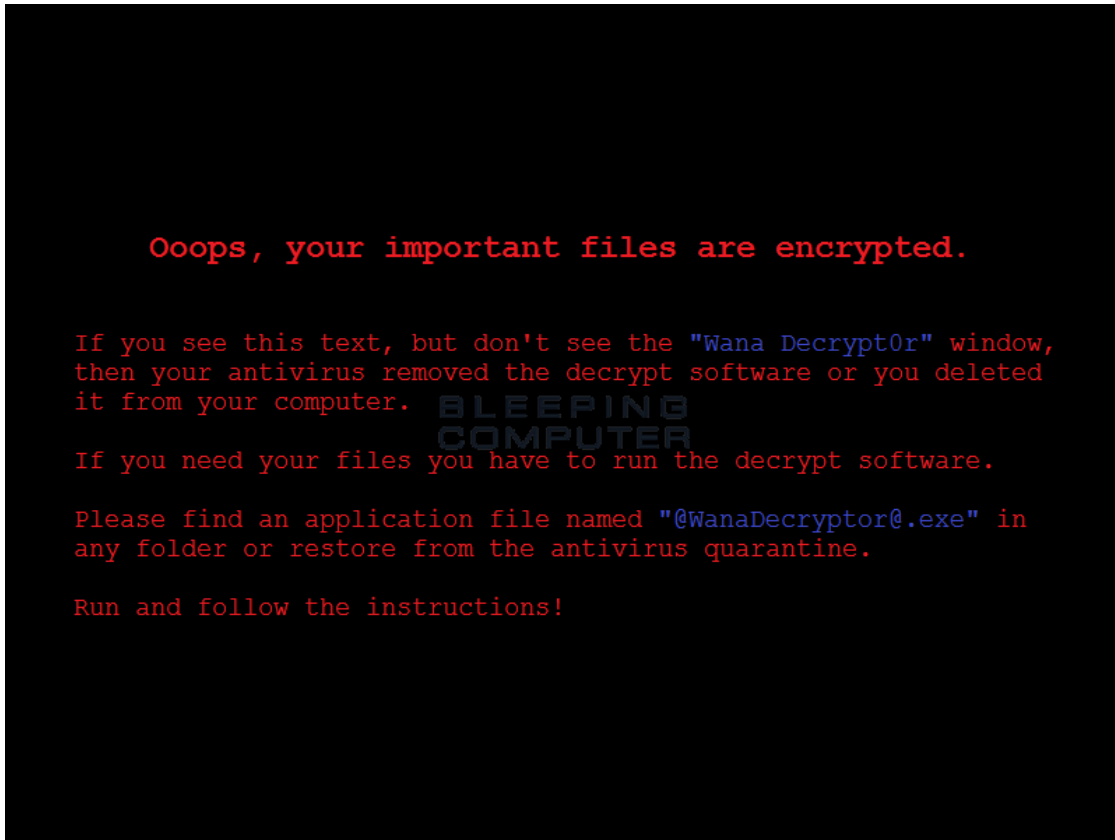 Ooops, your important files are encrypted.
If you see this text, but don't see the "Wana Decrypt0r" window,
then your antivirus removed the decrypt software or you deleted
it from your computer.
BLEEPING
COMPUTER
If you need your files you have to run the decrypt software.
Please find an application file named "@WanaDecryptor@.exe" in
any folder or restore from the antivirus quarantine.
Run and follow the instructions!